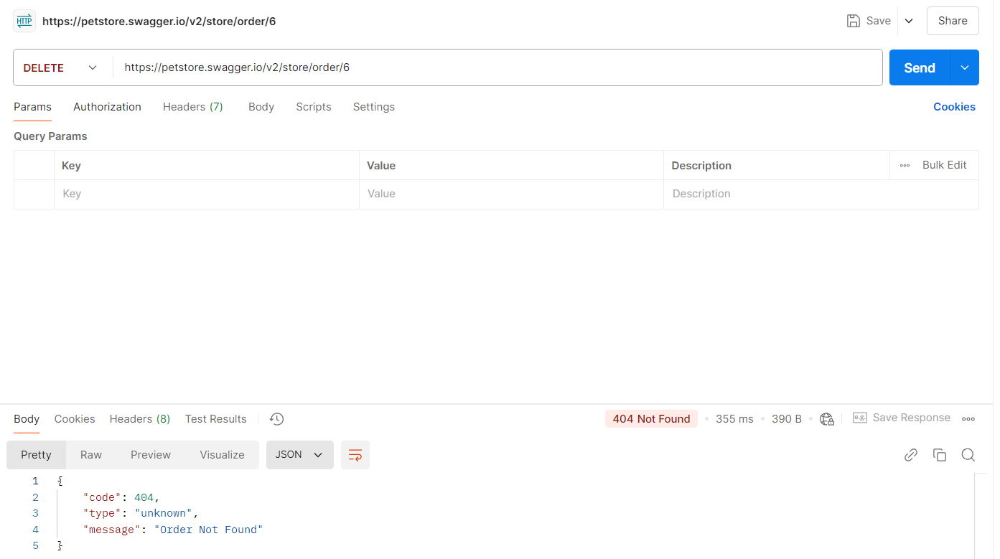 HTTP https://petstore.swagger.io/v2/store/order/6 Save Share
DELETE https://petstore.swagger.io/v2/store/order/6 Send
Params Authorization Headers (7) Body Scripts Settings Cookies
Query Params
Key Value Description Bulk Edit
Key Value Description
Body Cookies Headers (8) Test Results 404 Not Found 355 ms 390 B e.g. Save Response
Pretty Raw Preview Visualize JSON
1 {
2 "code": 404,
3 "type": "unknown",
4 "message": "Order Not Found"
5 }